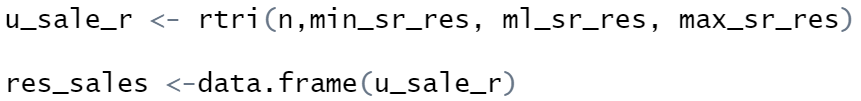 u_sale_r <- rtri(n,min_sr_res, ml_sr_res, max_sr_res)
res_sales <-data.frame(u_sale_r)